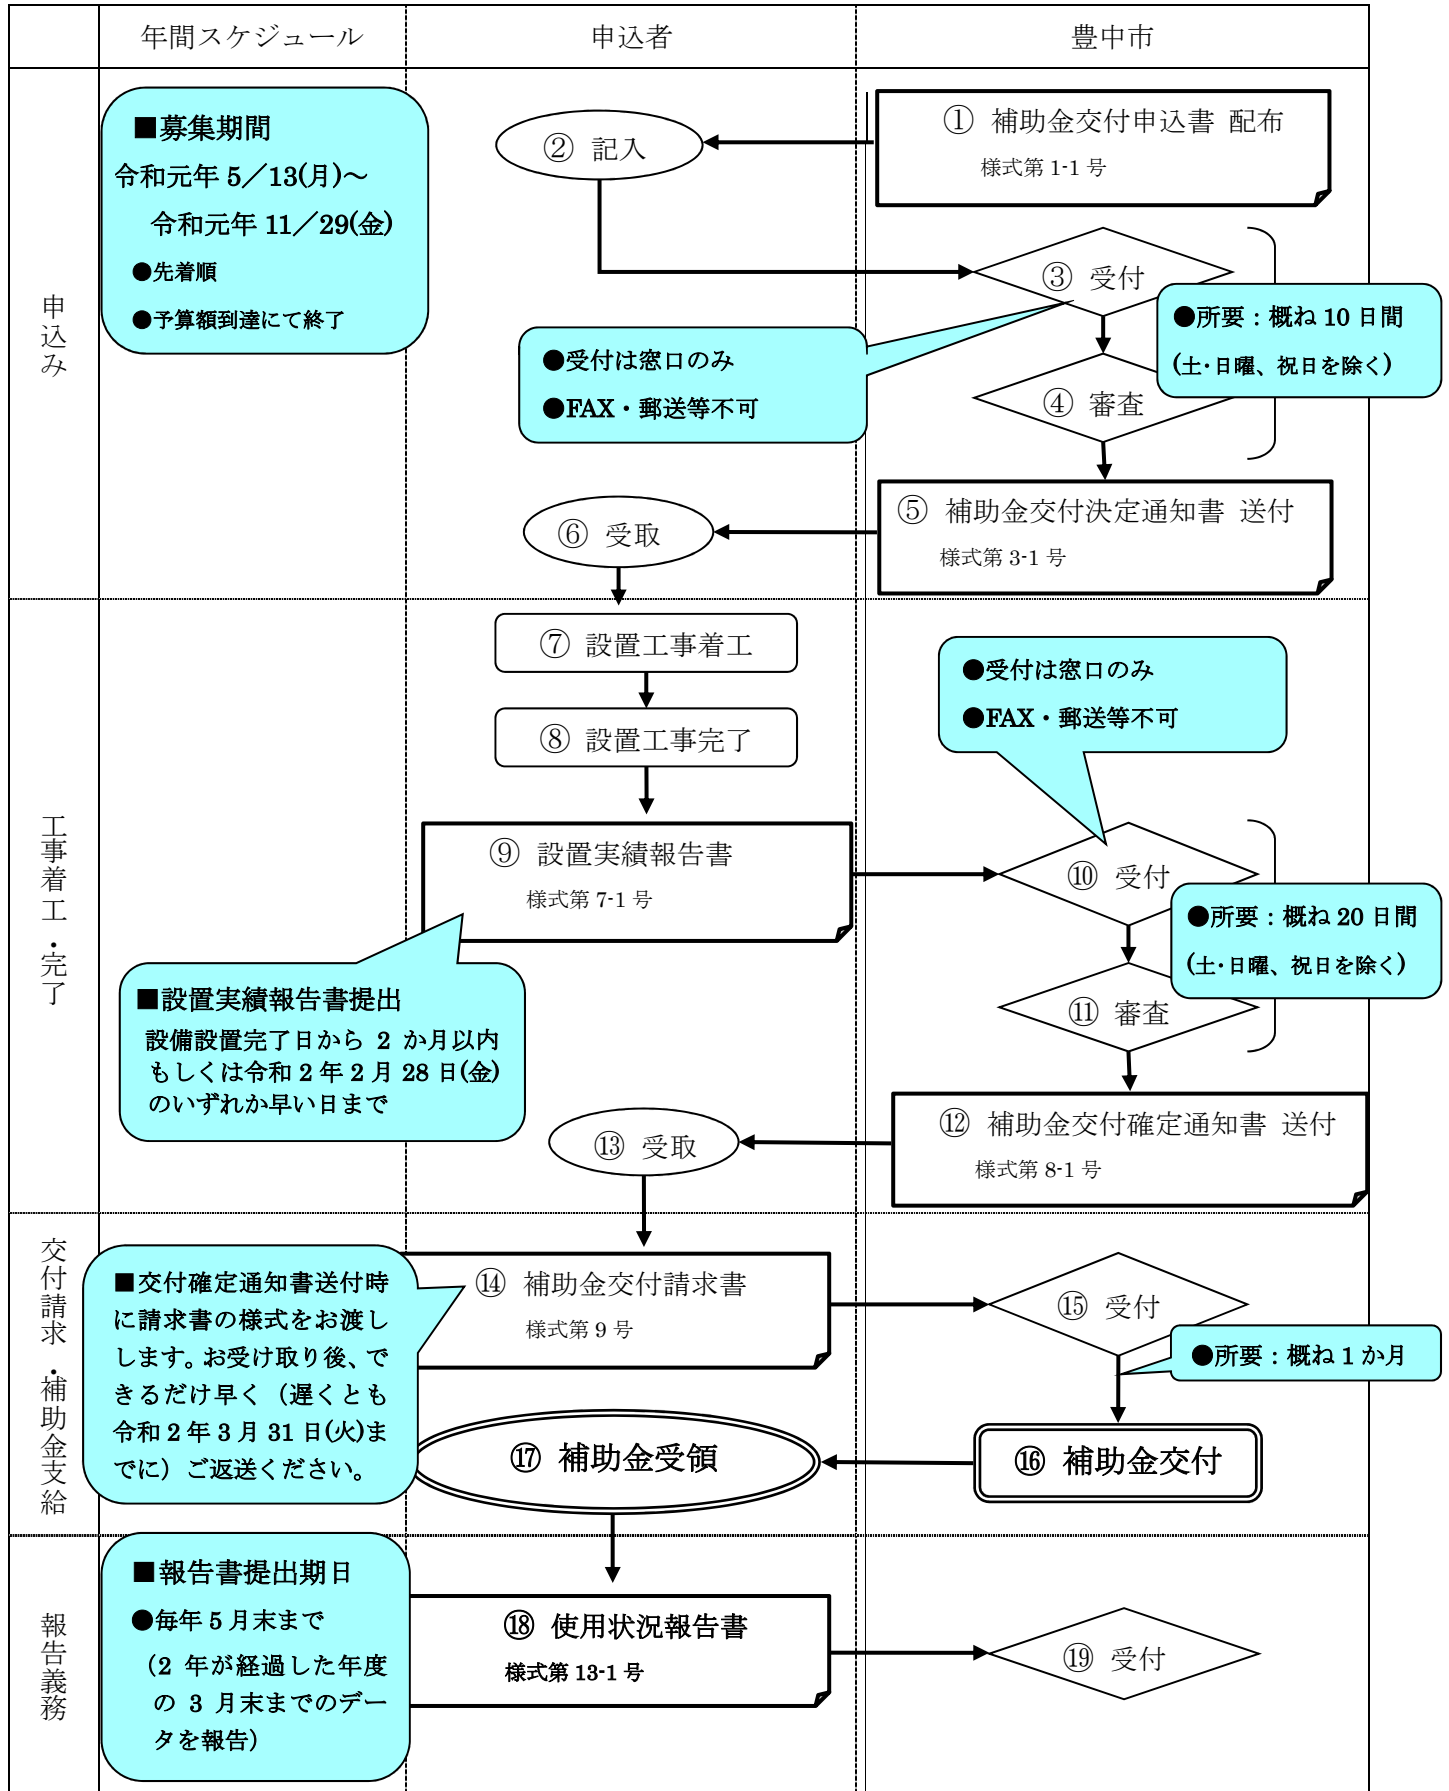 年間スケジュール
申込者
豊中市
申込み
■募集期間
令和元年 5／13(月)～
令和元年 11／29(金)
●先着順
●予算額到達にて終了
① 補助金交付申込書 配布
様式第 1-1 号
② 記入
③ 受付
●所要：概ね 10 日間
(土･日曜、祝日を除く)
●受付は窓口のみ
●FAX・郵送等不可
④ 審査
⑤ 補助金交付決定通知書 送付
様式第 3-1 号
⑥ 受取
工事着工・完了
⑦ 設置工事着工
⑧ 設置工事完了
●受付は窓口のみ
●FAX・郵送等不可
⑨ 設置実績報告書
様式第 7-1 号
⑩ 受付
●所要：概ね 20 日間
(土･日曜、祝日を除く)
■設置実績報告書提出
設備設置完了日から 2 か月以内
もしくは令和 2 年 2 月 28 日(金)
のいずれか早い日まで
⑪ 審査
⑫ 補助金交付確定通知書 送付
様式第 8-1 号
⑬ 受取
交付請求・補助金支給
■交付確定通知書送付時
に請求書の様式をお渡し
します。お受け取り後、で
きるだけ早く（遅くとも
令和 2 年 3 月 31 日(火)ま
でに）ご返送ください。
⑭ 補助金交付請求書
様式第 9 号
⑮ 受付
●所要：概ね 1 か月
⑯ 補助金交付
⑰ 補助金受領
報告義務
■報告書提出期日
●毎年 5 月末まで
（2 年が経過した年度
の 3 月末までのデー
タを報告）
⑱ 使用状況報告書
様式第 13-1 号
⑲ 受付